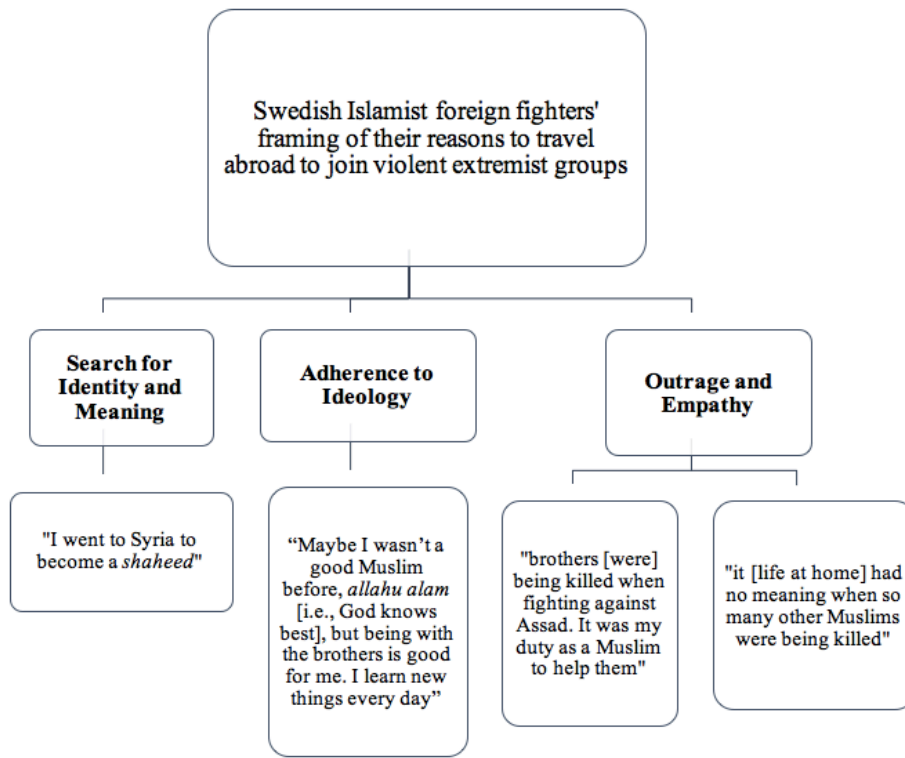 Swedish Islamist foreign fighters'
framing of their reasons to travel
abroad to join violent extremist groups
Search for
Identity and
Meaning
Adherence to
Ideology
Outrage and
Empathy
"I went to Syria to
become a shaheed"
“Maybe I wasn’t a
good Muslim
before, allahu alam
[i.e., God knows
best], but being with
the brothers is good
for me. I learn new
things every day”
"brothers [were]
being killed when
fighting against
Assad. It was my
duty as a Muslim
to help them"
"it [life at home] had
no meaning when so
many other Muslims
were being killed"